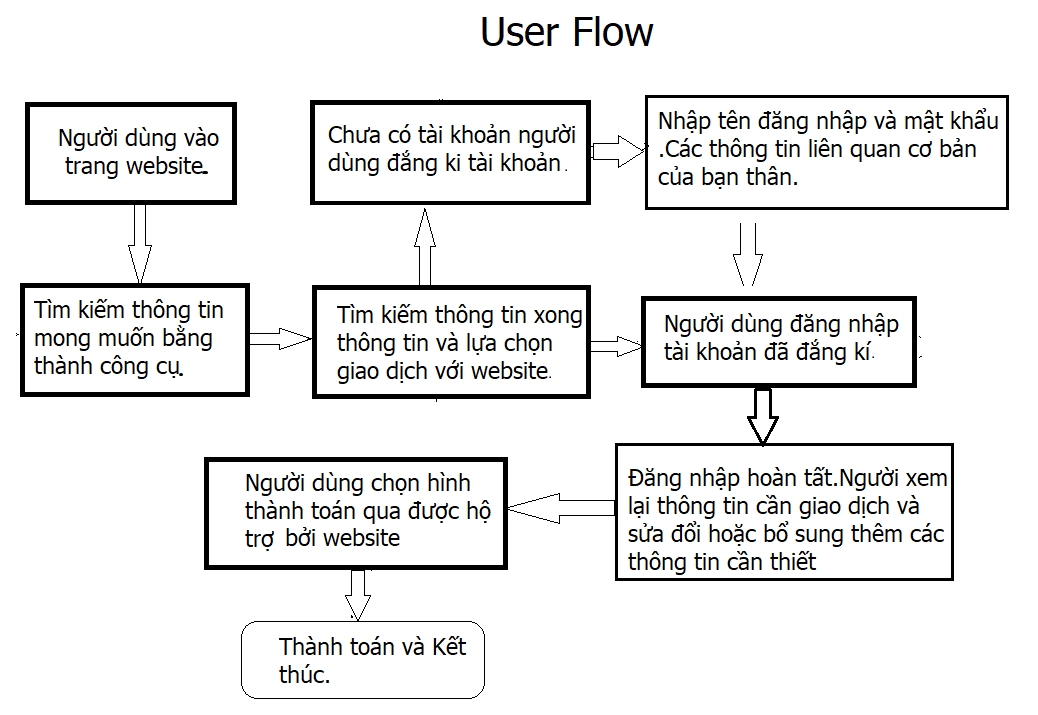 User Flow
Người dùng vào
trang website.
Chưa có tài khoản người
dùng đắng ki tài khoản.
Nhập tên đăng nhập và mật khẩu
.Các thông tin liên quan cơ bản
của bạn thân.
Tìm kiếm thông tin
mong muốn bằng
thành công cụ.
Tìm kiếm thông tin xong
thông tin và lựa chọn
giao dịch với website.
Người dùng đăng nhập
tài khoản đã đắng kí.
Người dùng chọn hình
thành toán qua được hộ
trợ bởi website
Đăng nhập hoàn tất.Người xem
lại thông tin cần giao dịch và
sửa đổi hoặc bổ sung thêm các
thông tin cần thiết
Thành toán và Kết
thúc.